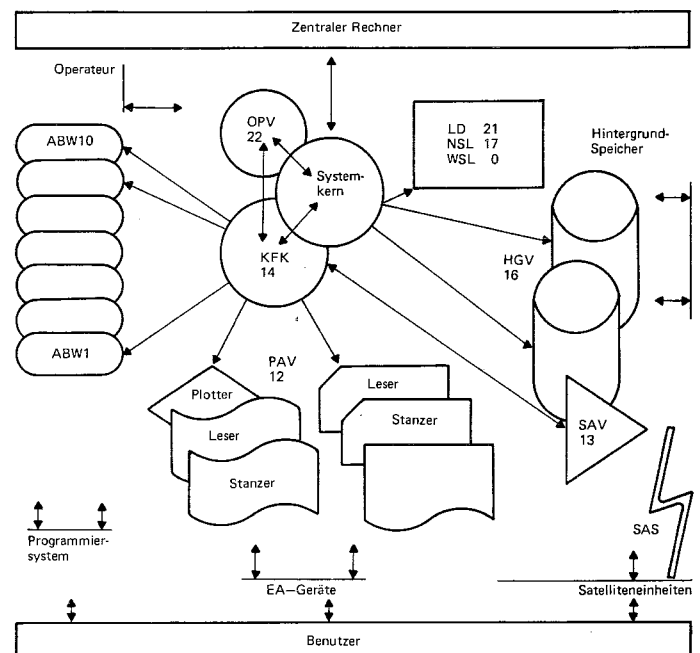 Zentraler Rechner
Operateur
ABW10
OPV
22
System-
kern
LD 21
NSL 17
WSL 0
Hintergrund-
Speicher
KFK
14
HGV
16
ABW1
PAV
12
Plotter
Leser
Stanzer
Leser
Stanzer
SAV
13
SAS
Programmier-
system
EA-Geräte
Satelliteneinheiten
Benutzer